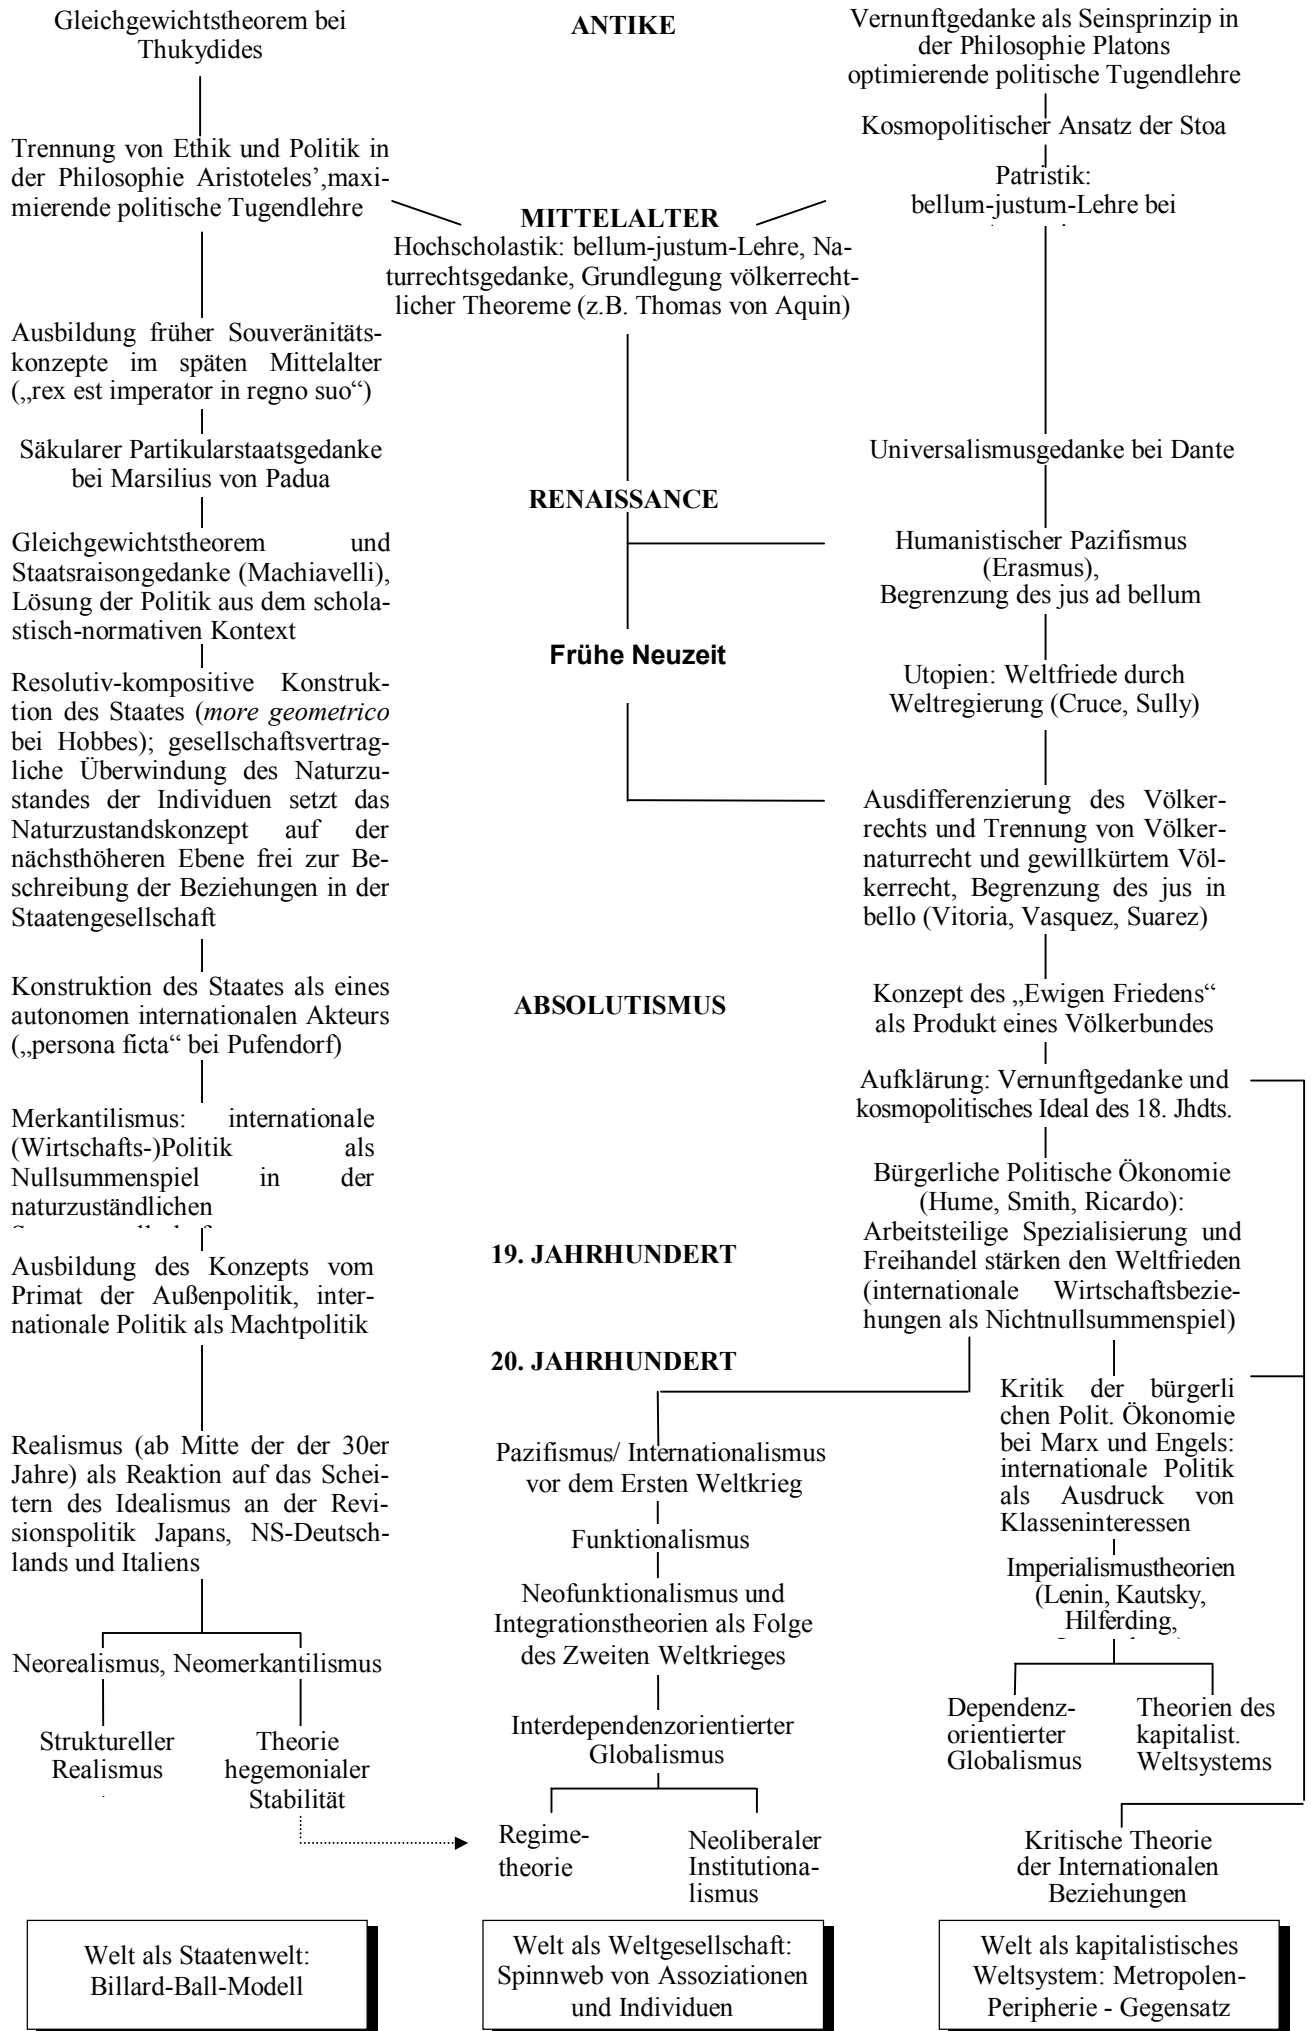 Gleichgewichtstheorem bei
Thukydides
ANTIKE
Vernunftgedanke als Seinsprinzip in
der Philosophie Platons
optimierende politische Tugendlehre
Kosmopolitischer Ansatz der Stoa
Trennung von Ethik und Politik in
der Philosophie Aristoteles‘,maxi-
mierende politische Tugendlehre
Patristik:
bellum-justum-Lehre bei
MITTELALTER
Hochscholastik: bellum-justum-Lehre, Na-
turrechtsgedanke, Grundlegung völkerrecht-
licher Theoreme (z.B. Thomas von Aquin)
Ausbildung früher Souveränitäts-
konzepte im späten Mittelalter
(„rex est imperator in regno suo“)
Säkularer Partikularstaatsgedanke
bei Marsilius von Padua
Universalismusgedanke bei Dante
RENAISSANCE
Gleichgewichtstheorem und
Staatsraisongedanke (Machiavelli),
Lösung der Politik aus dem schola-
stisch-normativen Kontext
Humanistischer Pazifismus
(Erasmus),
Begrenzung des jus ad bellum
Frühe Neuzeit
Utopien: Weltfriede durch
Weltregierung (Cruce, Sully)
Resolutiv-kompositive Konstruk-
tion des Staates (more geometrico
bei Hobbes); gesellschaftsvertrag-
liche Überwindung des Naturzu-
standes der Individuen setzt das
Naturzustandskonzept auf der
nächsthöheren Ebene frei zur Be-
schreibung der Beziehungen in der
Staatengesellschaft
Ausdifferenzierung des Völker-
rechts und Trennung von Völker-
naturrecht und gewillkürtem Völ-
kerrecht, Begrenzung des jus in
bello (Vitoria, Vasquez, Suarez)
Konstruktion des Staates als eines
autonomen internationalen Akteurs
(„persona ficta“ bei Pufendorf)
ABSOLUTISMUS
Konzept des „Ewigen Friedens“
als Produkt eines Völkerbundes
Aufklärung: Vernunftgedanke und
kosmopolitisches Ideal des 18. Jhdts.
Merkantilismus: internationale
(Wirtschafts-)Politik als
Nullsummenspiel in der
naturzuständlichen
Bürgerliche Politische Ökonomie
(Hume, Smith, Ricardo):
Arbeitsteilige Spezialisierung und
Freihandel stärken den Weltfrieden
(internationale Wirtschaftsbezie-
hungen als Nichtnullsummenspiel)
19. JAHRHUNDERT
Ausbildung des Konzepts vom
Primat der Außenpolitik, inter-
nationale Politik als Machtpolitik
20. JAHRHUNDERT
Kritik der bürgerli
chen Polit. Ökonomie
bei Marx und Engels:
internationale Politik
als Ausdruck von
Klasseninteressen
Realismus (ab Mitte der der 30er
Jahre) als Reaktion auf das Schei-
tern des Idealismus an der Revi-
sionspolitik Japans, NS-Deutsch-
lands und Italiens
Pazifismus/ Internationalismus
vor dem Ersten Weltkrieg
Funktionalismus
Imperialismustheorien
(Lenin, Kautsky,
Hilferding,
Neofunktionalismus und
Integrationstheorien als Folge
des Zweiten Weltkrieges
Neorealismus, Neomerkantilismus
Dependenz-
orientierter
Globalismus
Theorien des
kapitalist.
Weltsystems
Interdependenzorientierter
Globalismus
Struktureller
Realismus
Theorie
hegemonialer
Stabilität
Regime-
theorie
Neoliberaler
Institutiona-
lismus
Kritische Theorie
der Internationalen
Beziehungen
Welt als Staatenwelt:
Billard-Ball-Modell
Welt als Weltgesellschaft:
Spinnweb von Assoziationen
und Individuen
Welt als kapitalistisches
Weltsystem: Metropolen-
Peripherie - Gegensatz